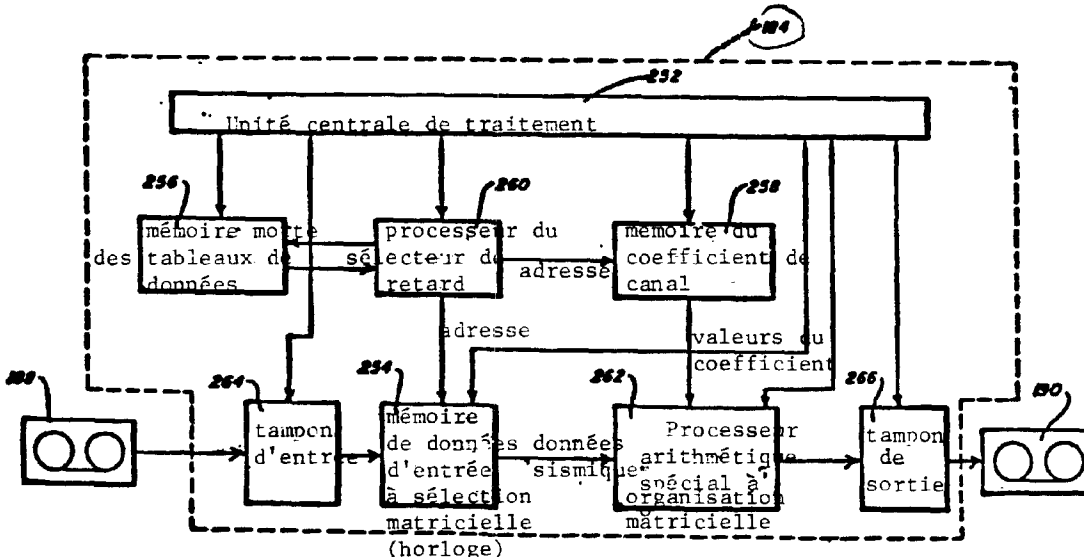 184
232
Unité centrale de traitement
256
260
258
mémoire morte
des tableaux de
données
processeur du
sélecteur de
retard
adresse
mémoire du
coefficient de
canal
adresse
valeurs du
coefficient
188
264
254
262
266
190
tampon
d'entrée
mémoire
de données
d'entrée
à sélection
matricielle
(horloge)
données
sismiques
Processeur
arithmétique
spécial à
organisation
matricielle
tampon
de
sortie